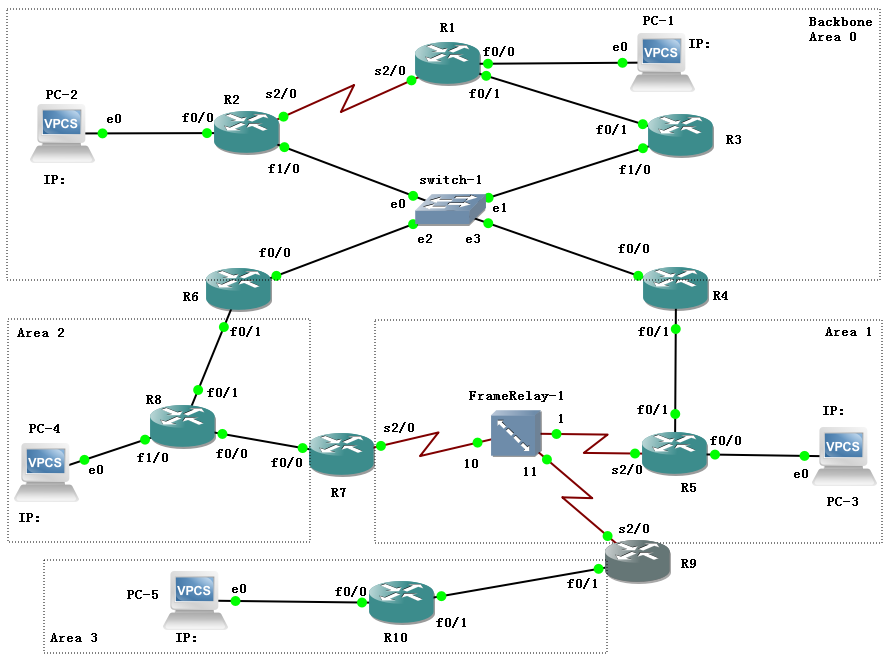 Backbone
Area 0
R1
PC-1
IP:
f0/0
e0
VPCS
s2/0
f0/1
PC-2
VPCS
e0
f0/0
R2
s2/0
f0/1
R3
f1/0
f1/0
IP:
switch-1
e0
e1
e2
e3
f0/0
f0/0
R6
R4
Area 2
f0/1
f0/1
Area 1
R8
f0/1
FrameRelay-1
f0/1
IP:
PC-4
VPCS
e0
f1/0
f0/0
f0/0
s2/0
10
1
11
s2/0
f0/0
e0
VPCS
R7
R5
PC-3
IP:
s2/0
R9
PC-5
VPCS
e0
f0/0
f0/1
R10
f0/1
IP:
Area 3